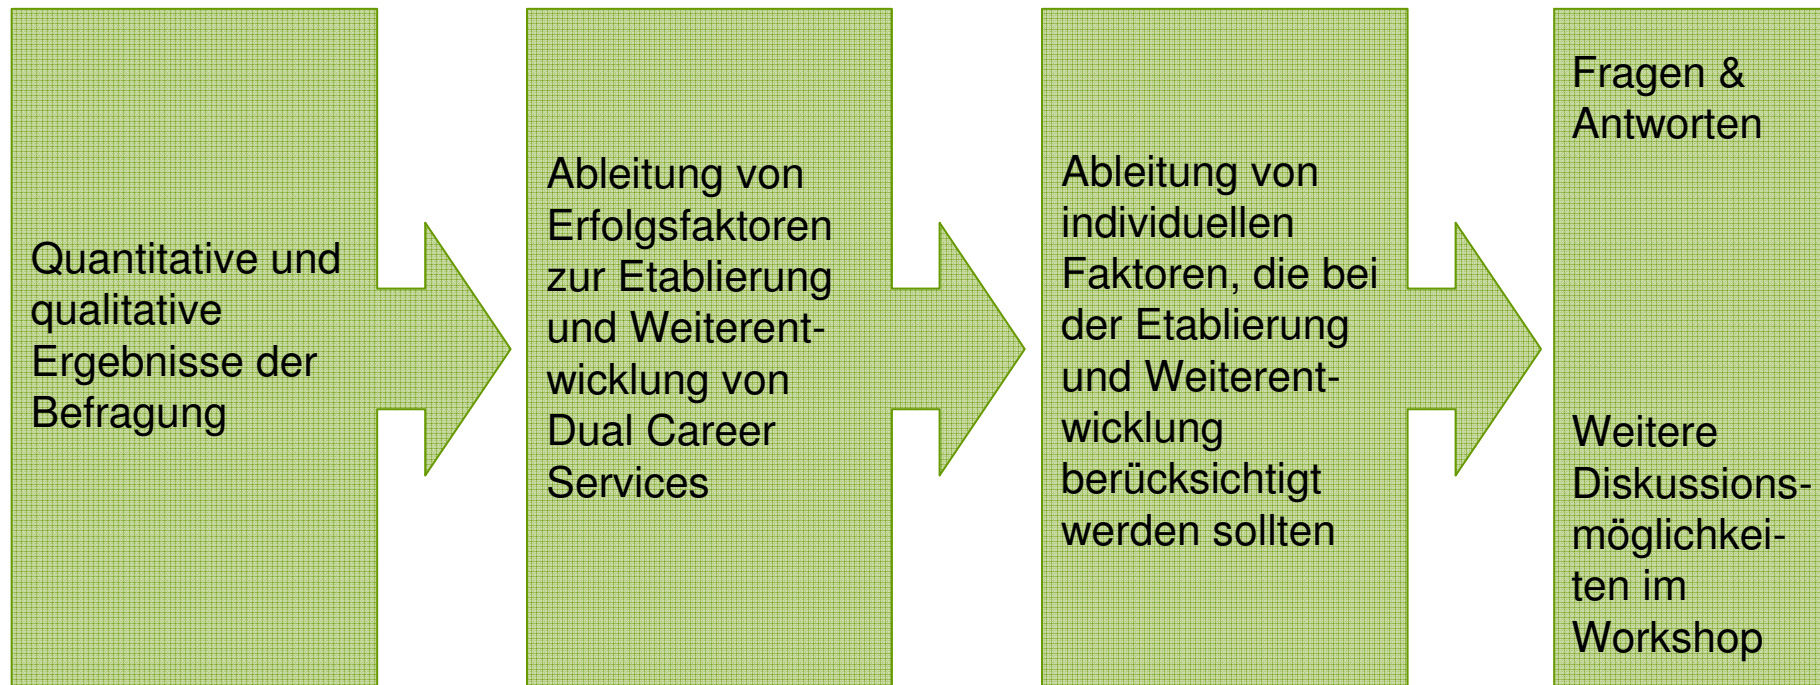 Quantitative und
qualitative
Ergebnisse der
Befragung
Ableitung von
Erfolgsfaktoren
zur Etablierung
und Weiterent-
wicklung von
Dual Career
Services
Ableitung von
individuellen
Faktoren, die bei
der Etablierung
und Weiterent-
wicklung
berücksichtigt
werden sollten
Fragen &
Antworten
Weitere
Diskussions-
möglichkei-
ten im
Workshop